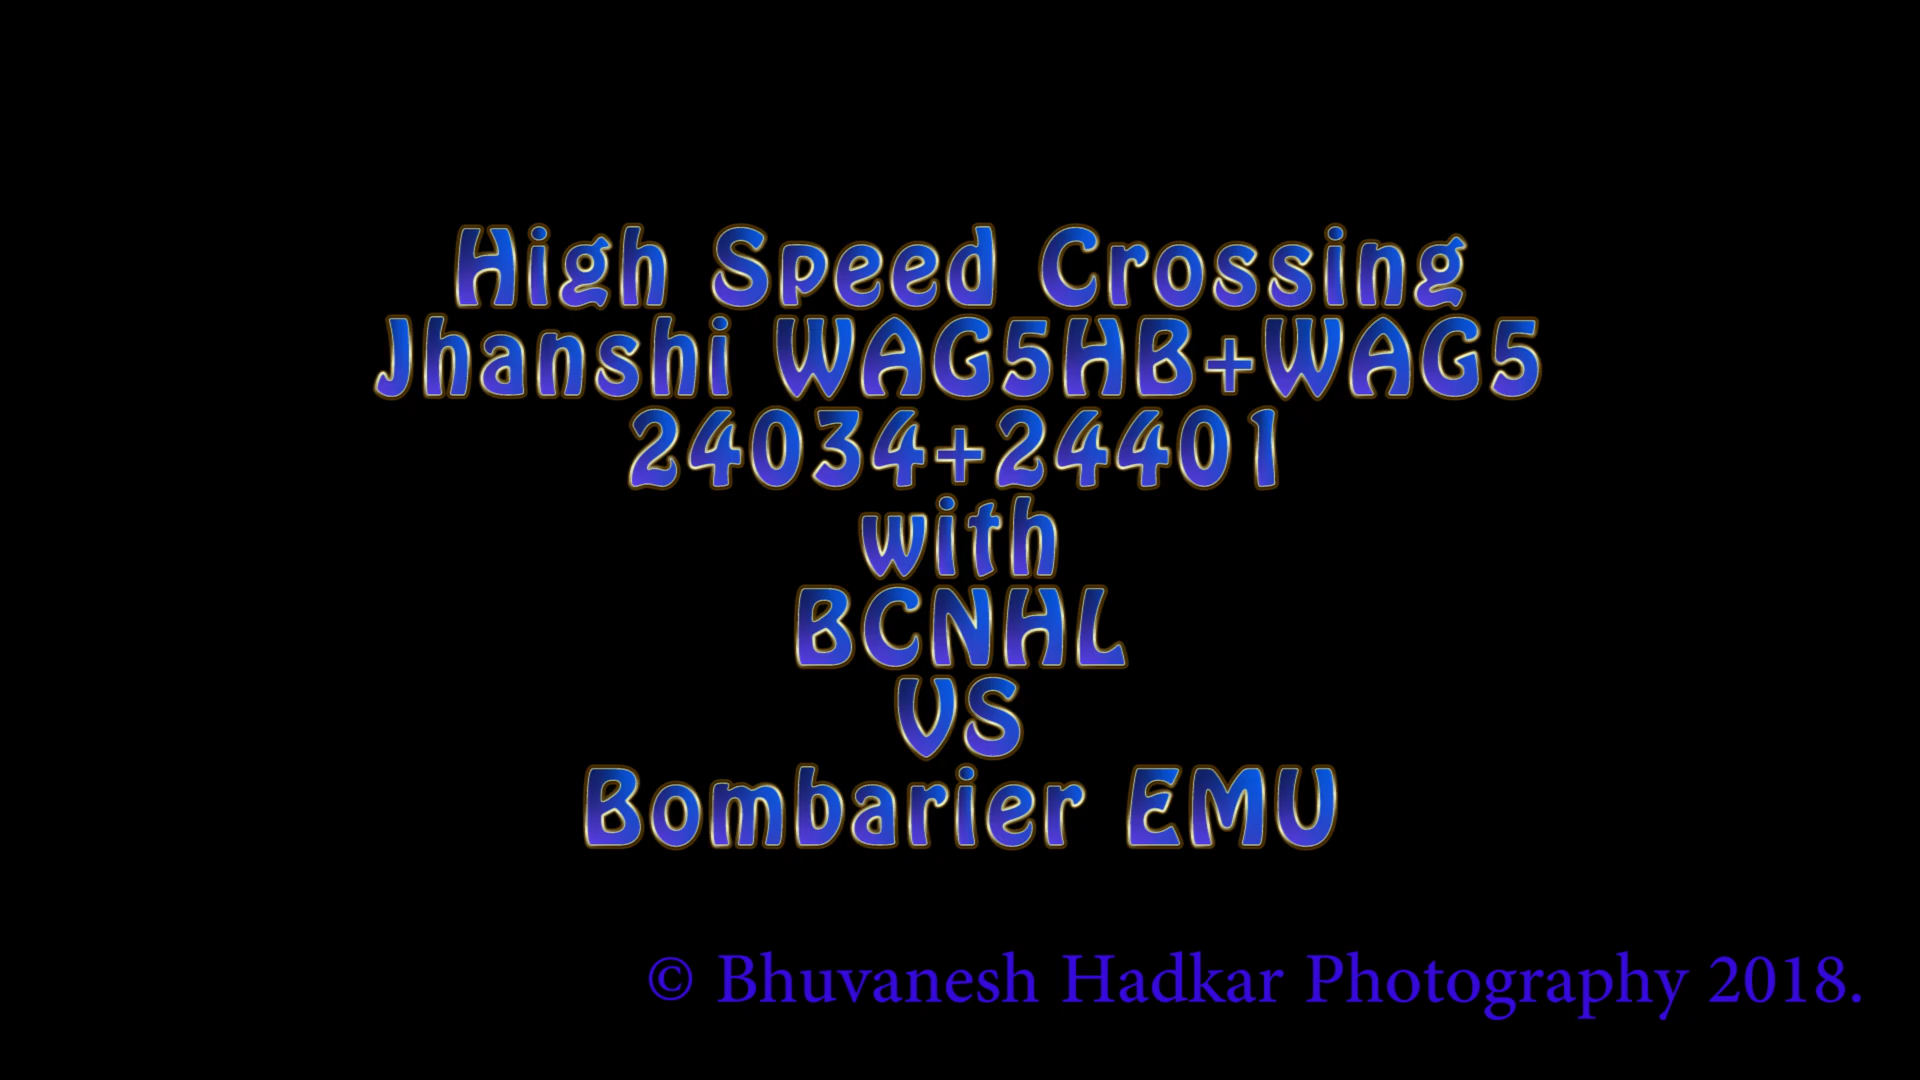 High Speed Crossing
Jhanshi WAG5HB+WAG5
24034+24401
with
BCNHL
VS
Bombarier EMU
© Bhuvanesh Hadkar Photography 2018.